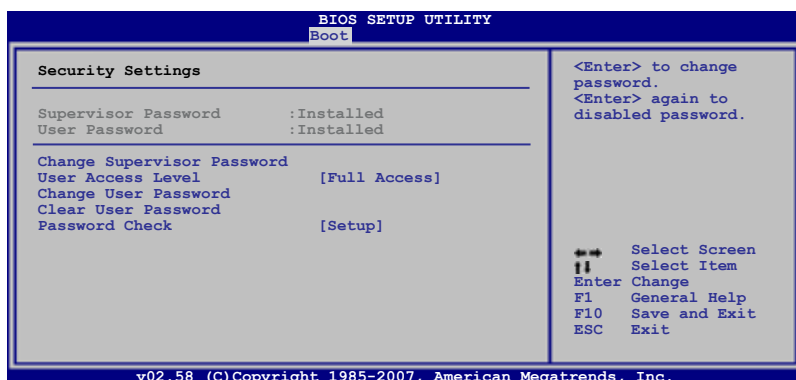 BIOS SETUP UTILITY
Boot
Security Settings
Supervisor Password :Installed
User Password :Installed
Change Supervisor Password
User Access Level [Full Access]
Change User Password
Clear User Password
Password Check [Setup]
<Enter> to change
password.
<Enter> again to
disabled password.
←→ Select Screen
↑↓ Select Item
Enter Change
F1 General Help
F10 Save and Exit
ESC Exit
v02.58 (C)Copyright 1985-2007, American Megatrends, Inc.